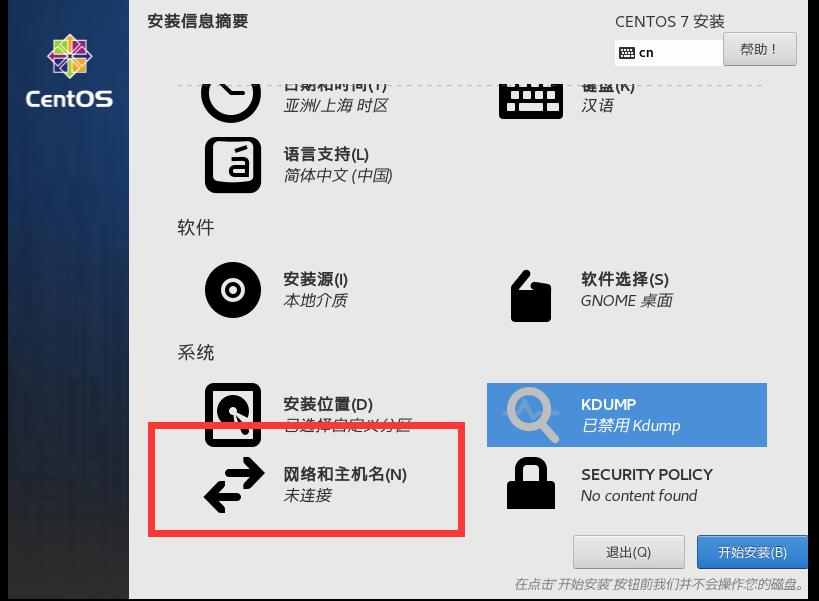 安装信息摘要
CENTOS 7 安装
cn
帮助！
CentOS
日期和时间(T)
亚洲/上海 时区
键盘(K)
汉语
á
语言支持(L)
简体中文 (中国)
软件
安装源(I)
本地介质
软件选择(S)
GNOME 桌面
系统
安装位置(D)
已选择自定义分区
KDUMP
已禁用 Kdump
网络和主机名(N)
未连接
SECURITY POLICY
No content found
退出(Q)
开始安装(B)
在点击‘开始安装’按钮前我们并不会操作您的磁盘。